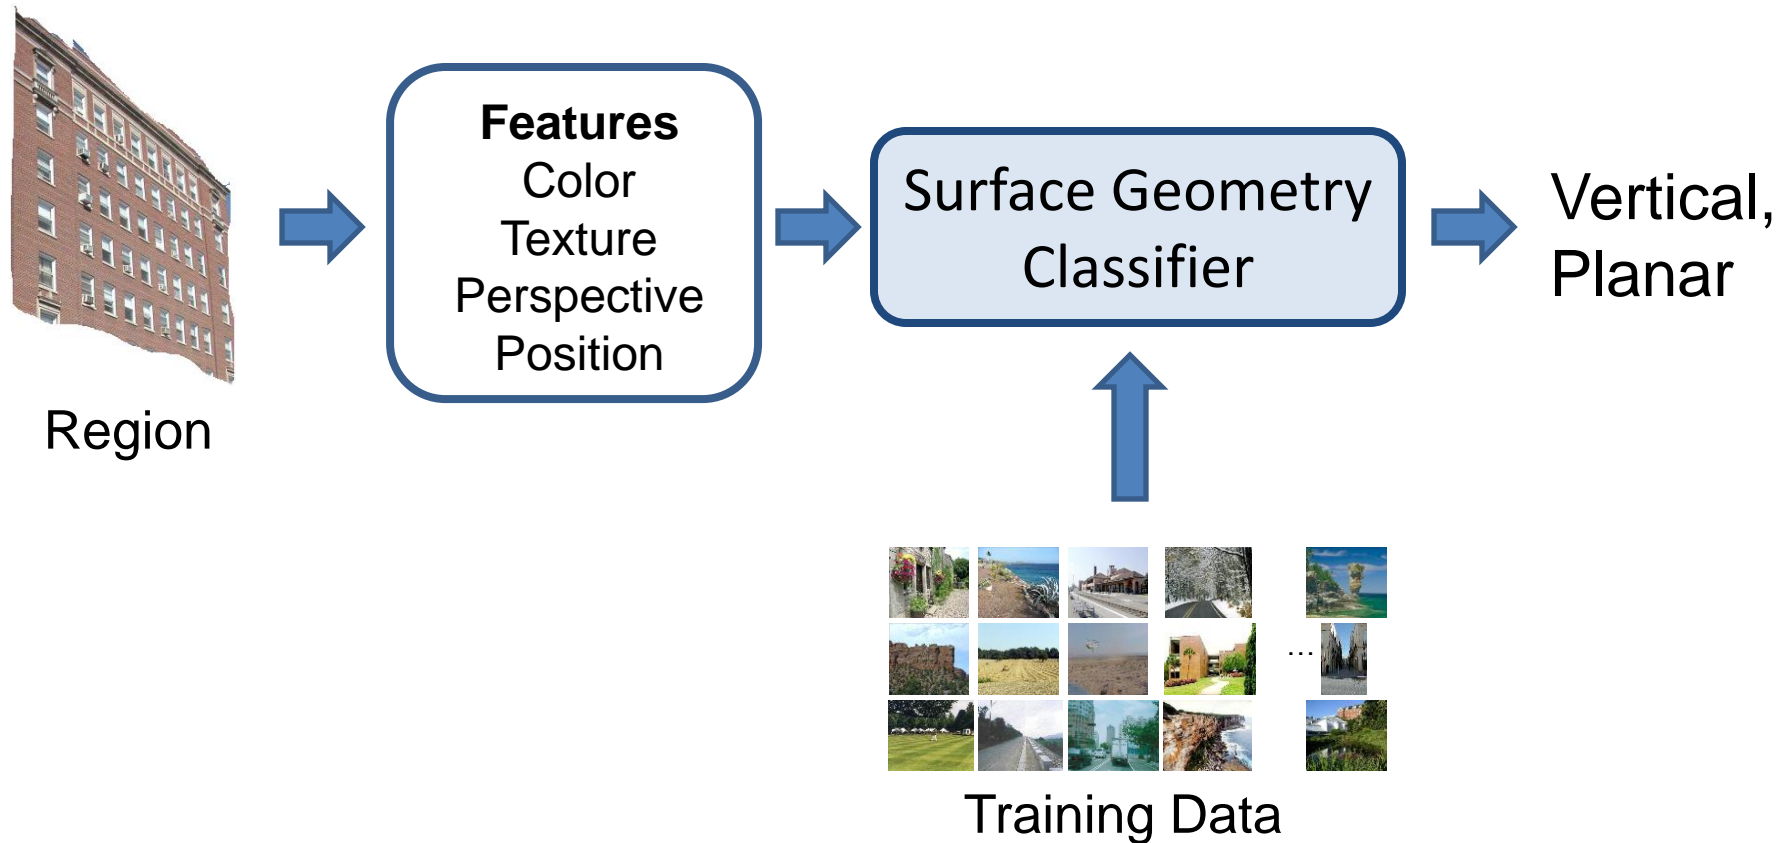 Features
Color
Texture
Perspective
Position
Surface Geometry
Classifier
Vertical,
Planar
Region
...
Training Data